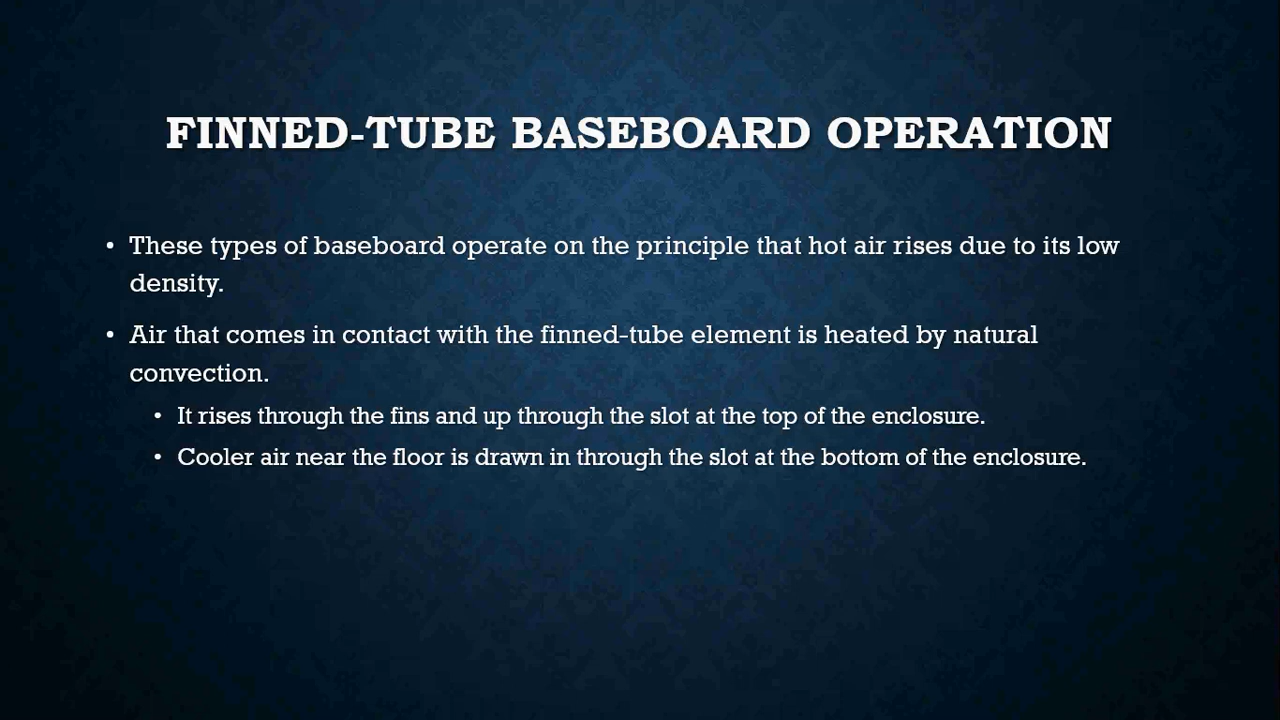 FINNED-TUBE BASEBOARD OPERATION
• These types of baseboard operate on the principle that hot air rises due to its low
density.
• Air that comes in contact with the finned-tube element is heated by natural
convection.
• It rises through the fins and up through the slot at the top of the enclosure.
• Cooler air near the floor is drawn in through the slot at the bottom of the enclosure.